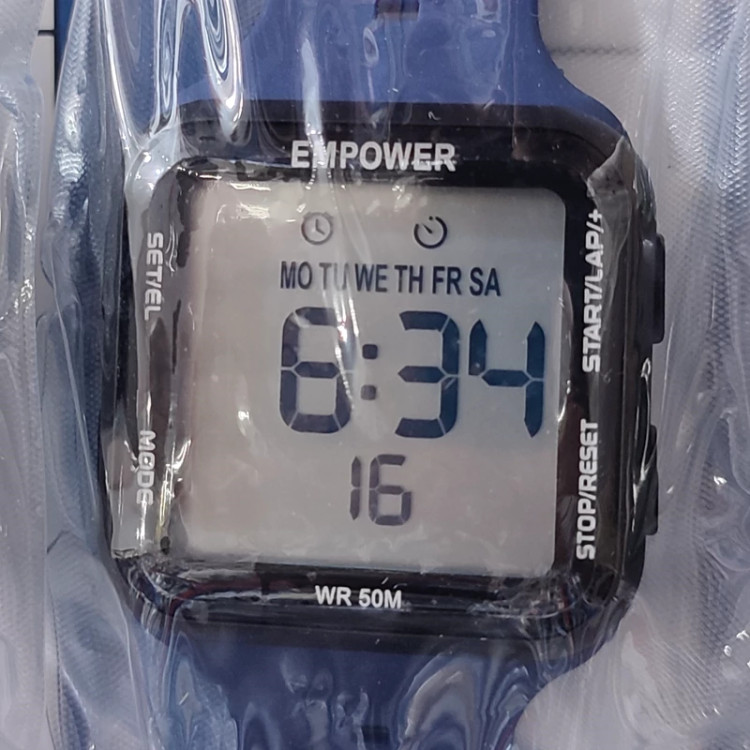 EMPOWER
SET/EL
START/LAP/+
MO TU WE TH FR SA
6:34
16
MODE
STOP/RESET
WR 50M